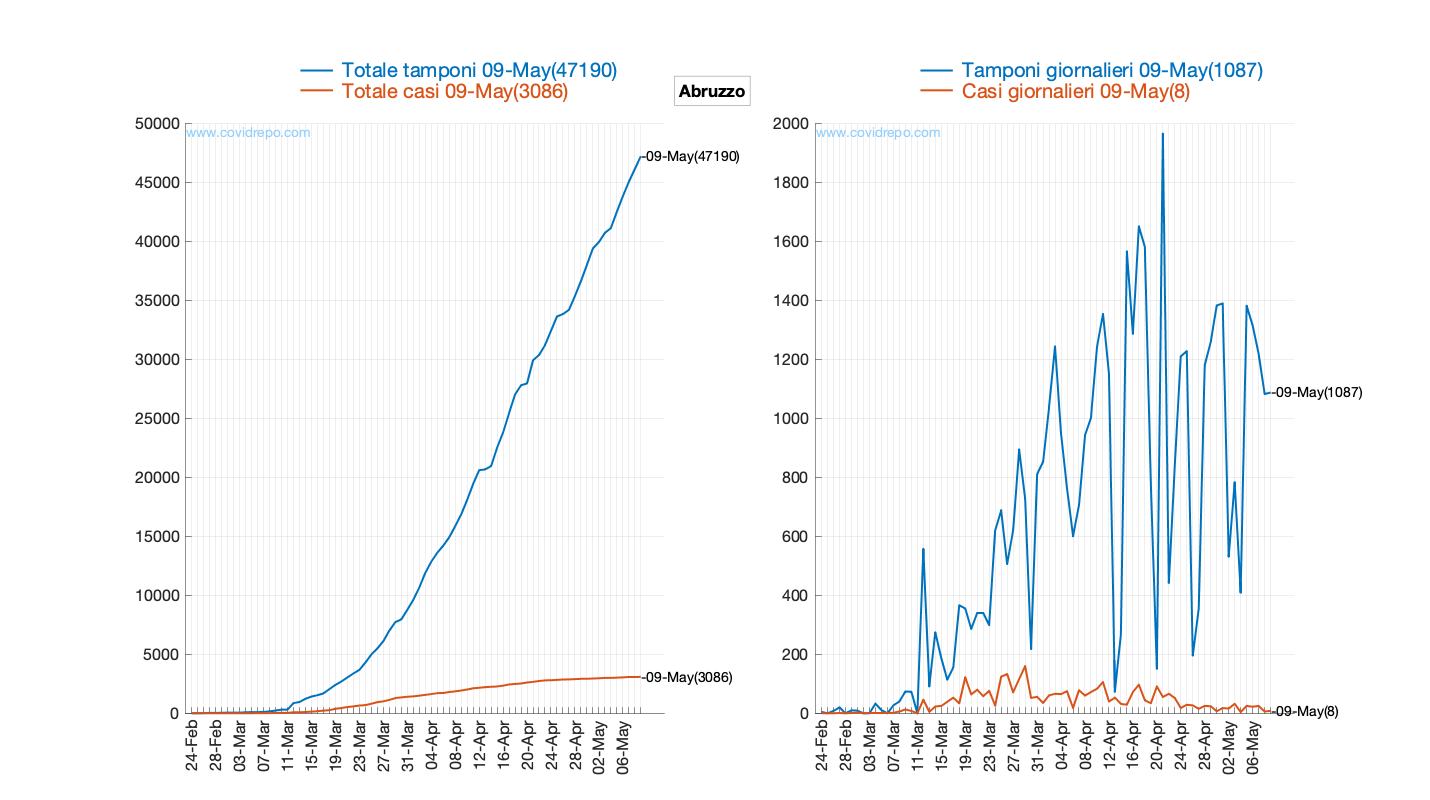 Totale tamponi 09-May(47190)
Totale casi 09-May(3086)
Abruzzo
Tamponi giornalieri 09-May(1087)
Casi giornalieri 09-May(8)
www.covidrepo.com
50000
45000
40000
35000
30000
25000
20000
15000
10000
5000
0
09-May(47190)
09-May(3086)
24-Feb
28-Feb
03-Mar
07-Mar
11-Mar
15-Mar
19-Mar
23-Mar
27-Mar
31-Mar
04-Apr
08-Apr
12-Apr
16-Apr
20-Apr
24-Apr
28-Apr
02-May
06-May
www.covidrepo.com
2000
1800
1600
1400
1200
1000
800
600
400
200
0
09-May(1087)
09-May(8)
24-Feb
28-Feb
03-Mar
07-Mar
11-Mar
15-Mar
19-Mar
23-Mar
27-Mar
31-Mar
04-Apr
08-Apr
12-Apr
16-Apr
20-Apr
24-Apr
28-Apr
02-May
06-May